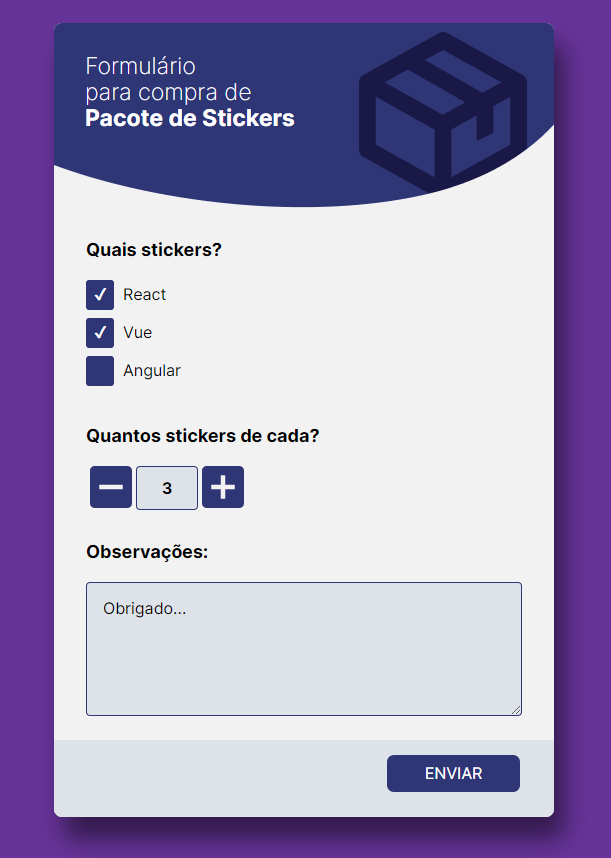 Formulário
para compra de
Pacote de Stickers
Quais stickers?
React
Vue
Angular
Quantos stickers de cada?
3
Observações:
Obrigado...
ENVIAR